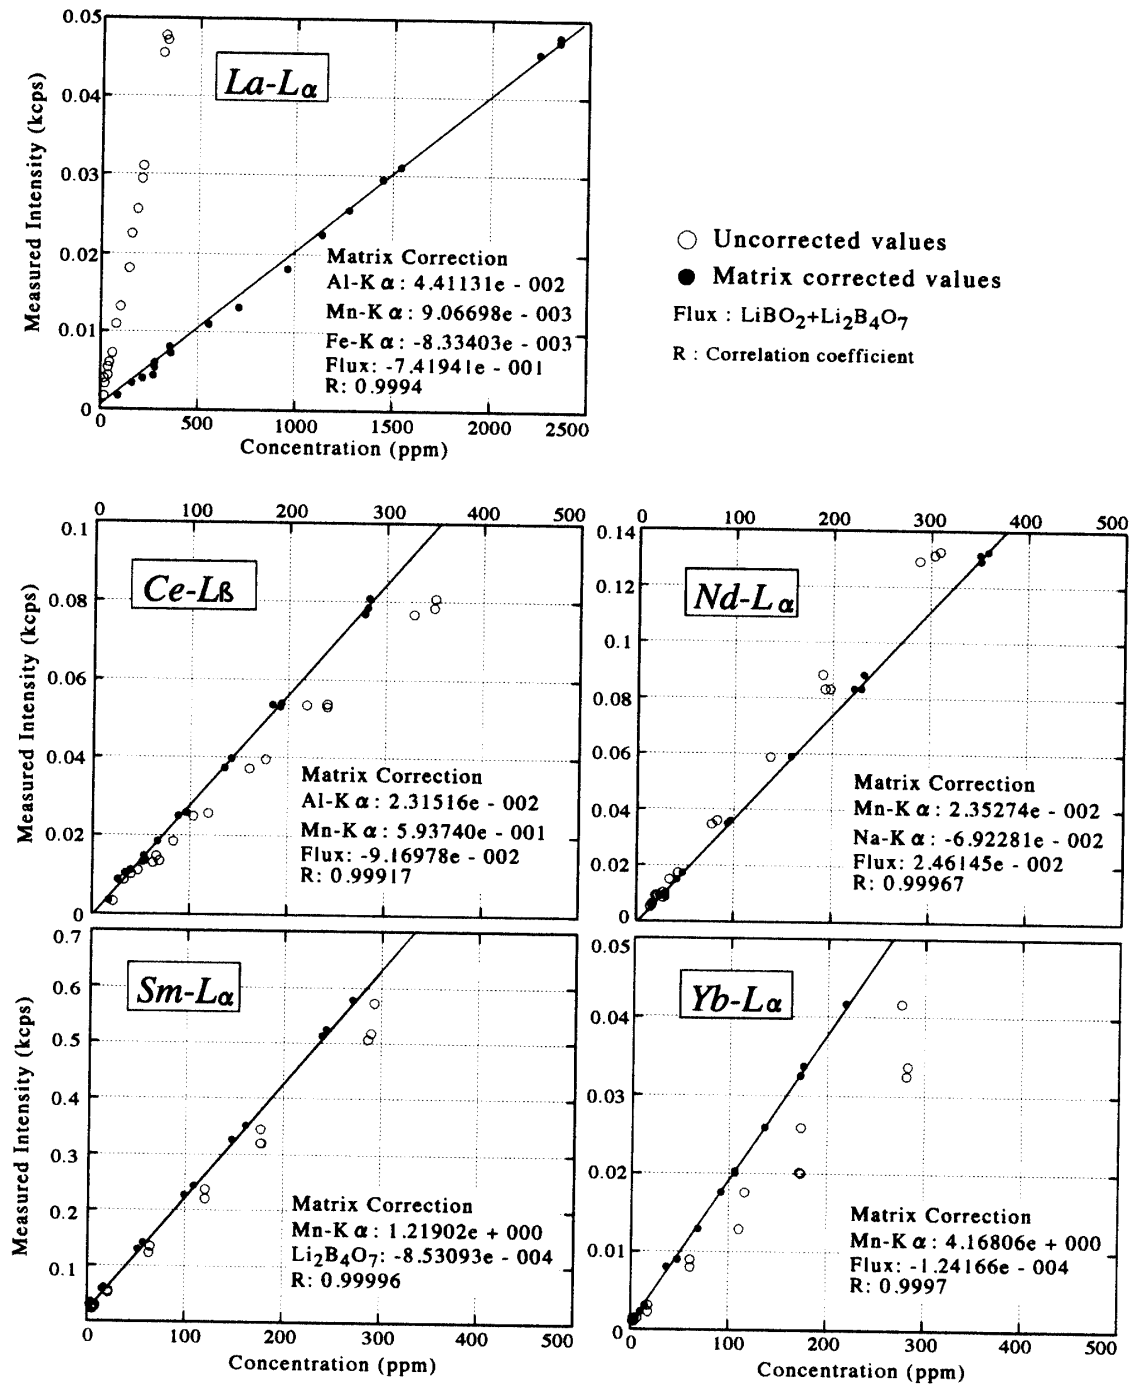 0.05
0.04
0.03
0.02
0.01
0
Measured Intensity (kcps)
La-Lα
Matrix Correction
Al-Kα: 4.41131e - 002
Mn-Kα: 9.06698e - 003
Fe-Kα: -8.33403e - 003
Flux: -7.41941e - 001
R: 0.9994
0 500 1000 1500 2000 2500
Concentration (ppm)
Uncorrected values
Matrix corrected values
Flux : LiBO2+Li2B4O7
R : Correlation coefficient
0 100 200 300 400 500
0.1
0.08
0.06
0.04
0.02
0
Measured Intensity (kcps)
Ce-Lß
Matrix Correction
Al-Kα: 2.31516e - 002
Mn-Kα: 5.93740e - 001
Flux: -9.16978e - 002
R: 0.99917
0 100 200 300 400 500
0.14
0.12
0.1
0.08
0.06
0.04
0.02
0
Nd-Lα
Matrix Correction
Mn-Kα: 2.35274e - 002
Na-Kα: -6.92281e - 002
Flux: 2.46145e - 002
R: 0.99967
0.7
0.6
0.5
0.4
0.3
0.2
0.1
Measured Intensity (kcps)
Sm-Lα
Matrix Correction
Mn-Kα: 1.21902e + 000
Li2B4O7: -8.53093e - 004
R: 0.99996
0 100 200 300 400 500
Concentration (ppm)
0.05
0.04
0.03
0.02
0.01
0
Yb-Lα
Matrix Correction
Mn-Kα: 4.16806e + 000
Flux: -1.24166e - 004
R: 0.9997
0 100 200 300 400 500
Concentration (ppm)